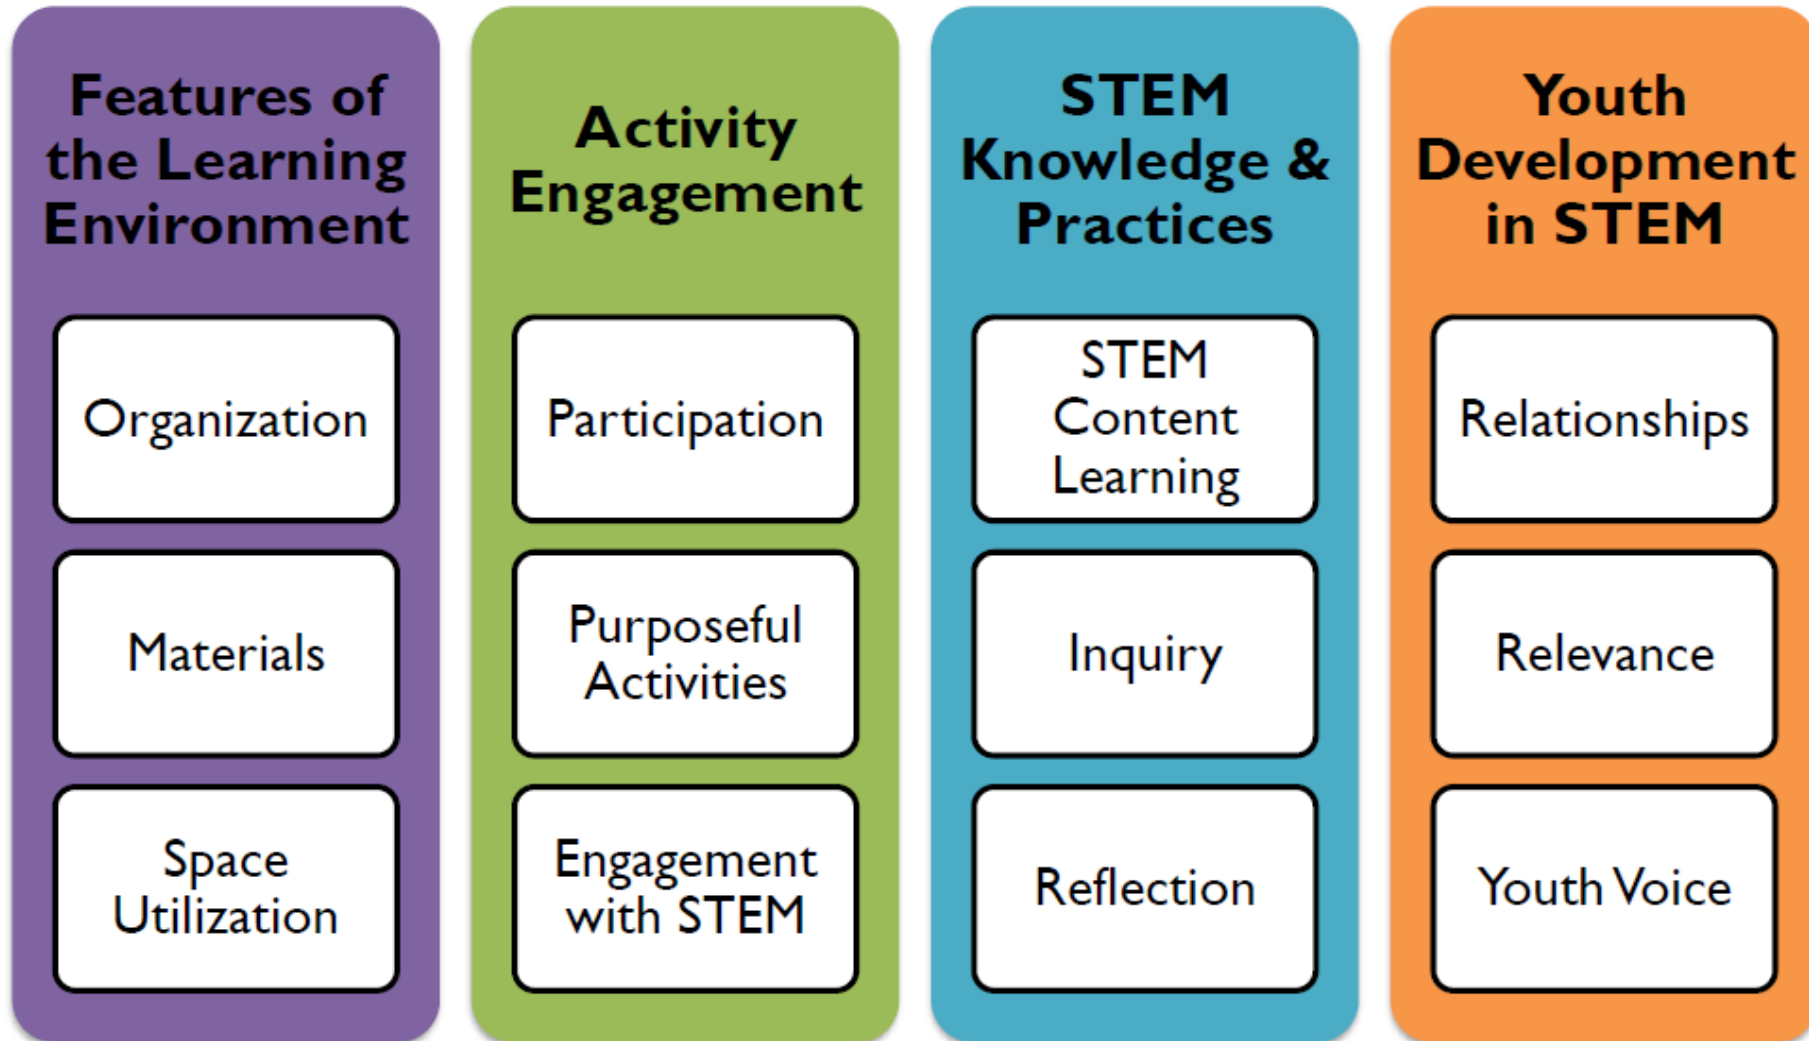 Features of
the Learning
Environment
Organization
Materials
Space
Utilization
Activity
Engagement
Participation
Purposeful
Activities
Engagement
with STEM
STEM
Knowledge &
Practices
STEM
Content
Learning
Inquiry
Reflection
Youth
Development
in STEM
Relationships
Relevance
Youth Voice